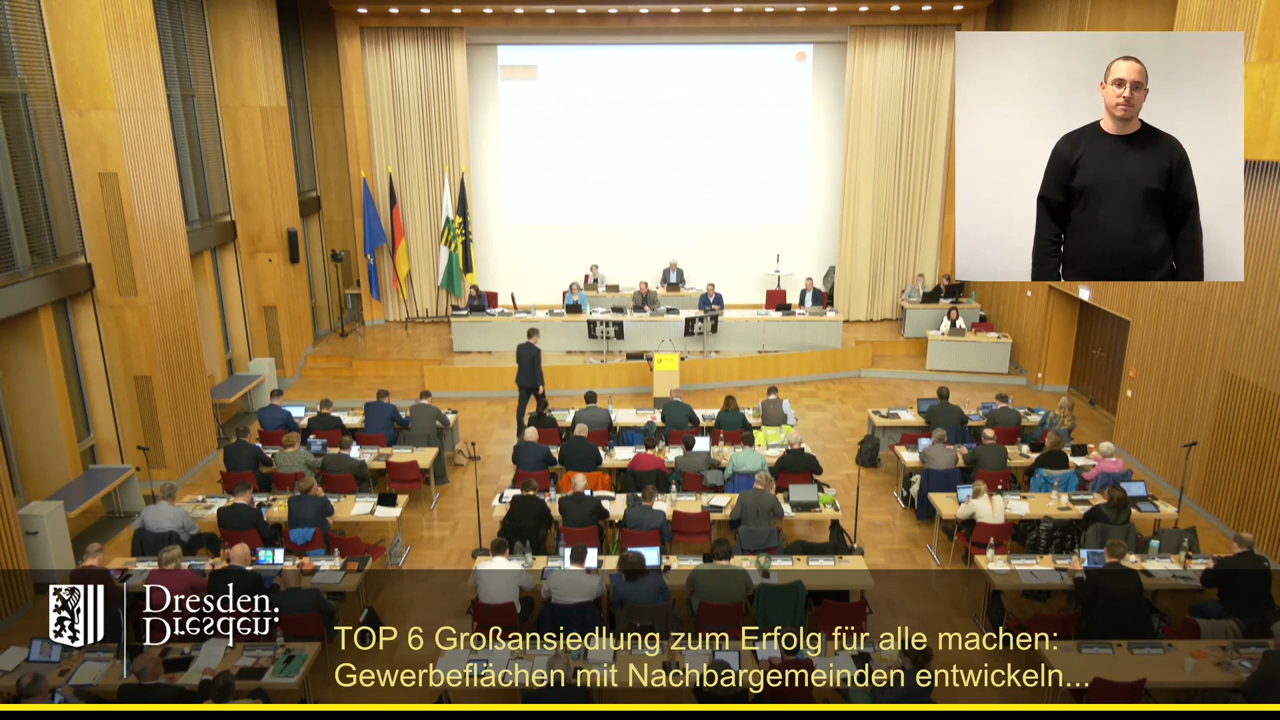 Dresden.
Dresden.
TOP 6 Großansiedlung zum Erfolg für alle machen:
Gewerbeflächen mit Nachbargemeinden entwickeln...